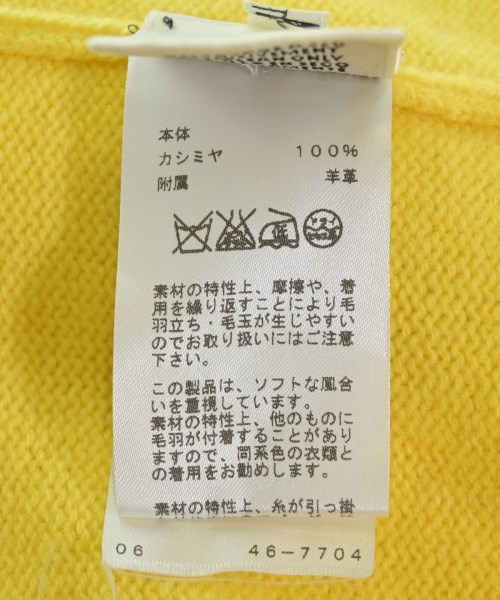 本体
カシミヤ 100%
附属 羊革
低
ドライ
素材の特性上、摩擦や、着
用を繰り返すことにより毛
羽立ち・毛玉が生じやすい
のでお取り扱いにはご注意
下さい。
この製品は、ソフトな風合
いを重視しています。
素材の特性上、他のものに
毛羽が付着することがあり
ますので、同系色の衣類と
の着用をお勧めします。
素材の特性上、糸が引っ掛
06 46-7704